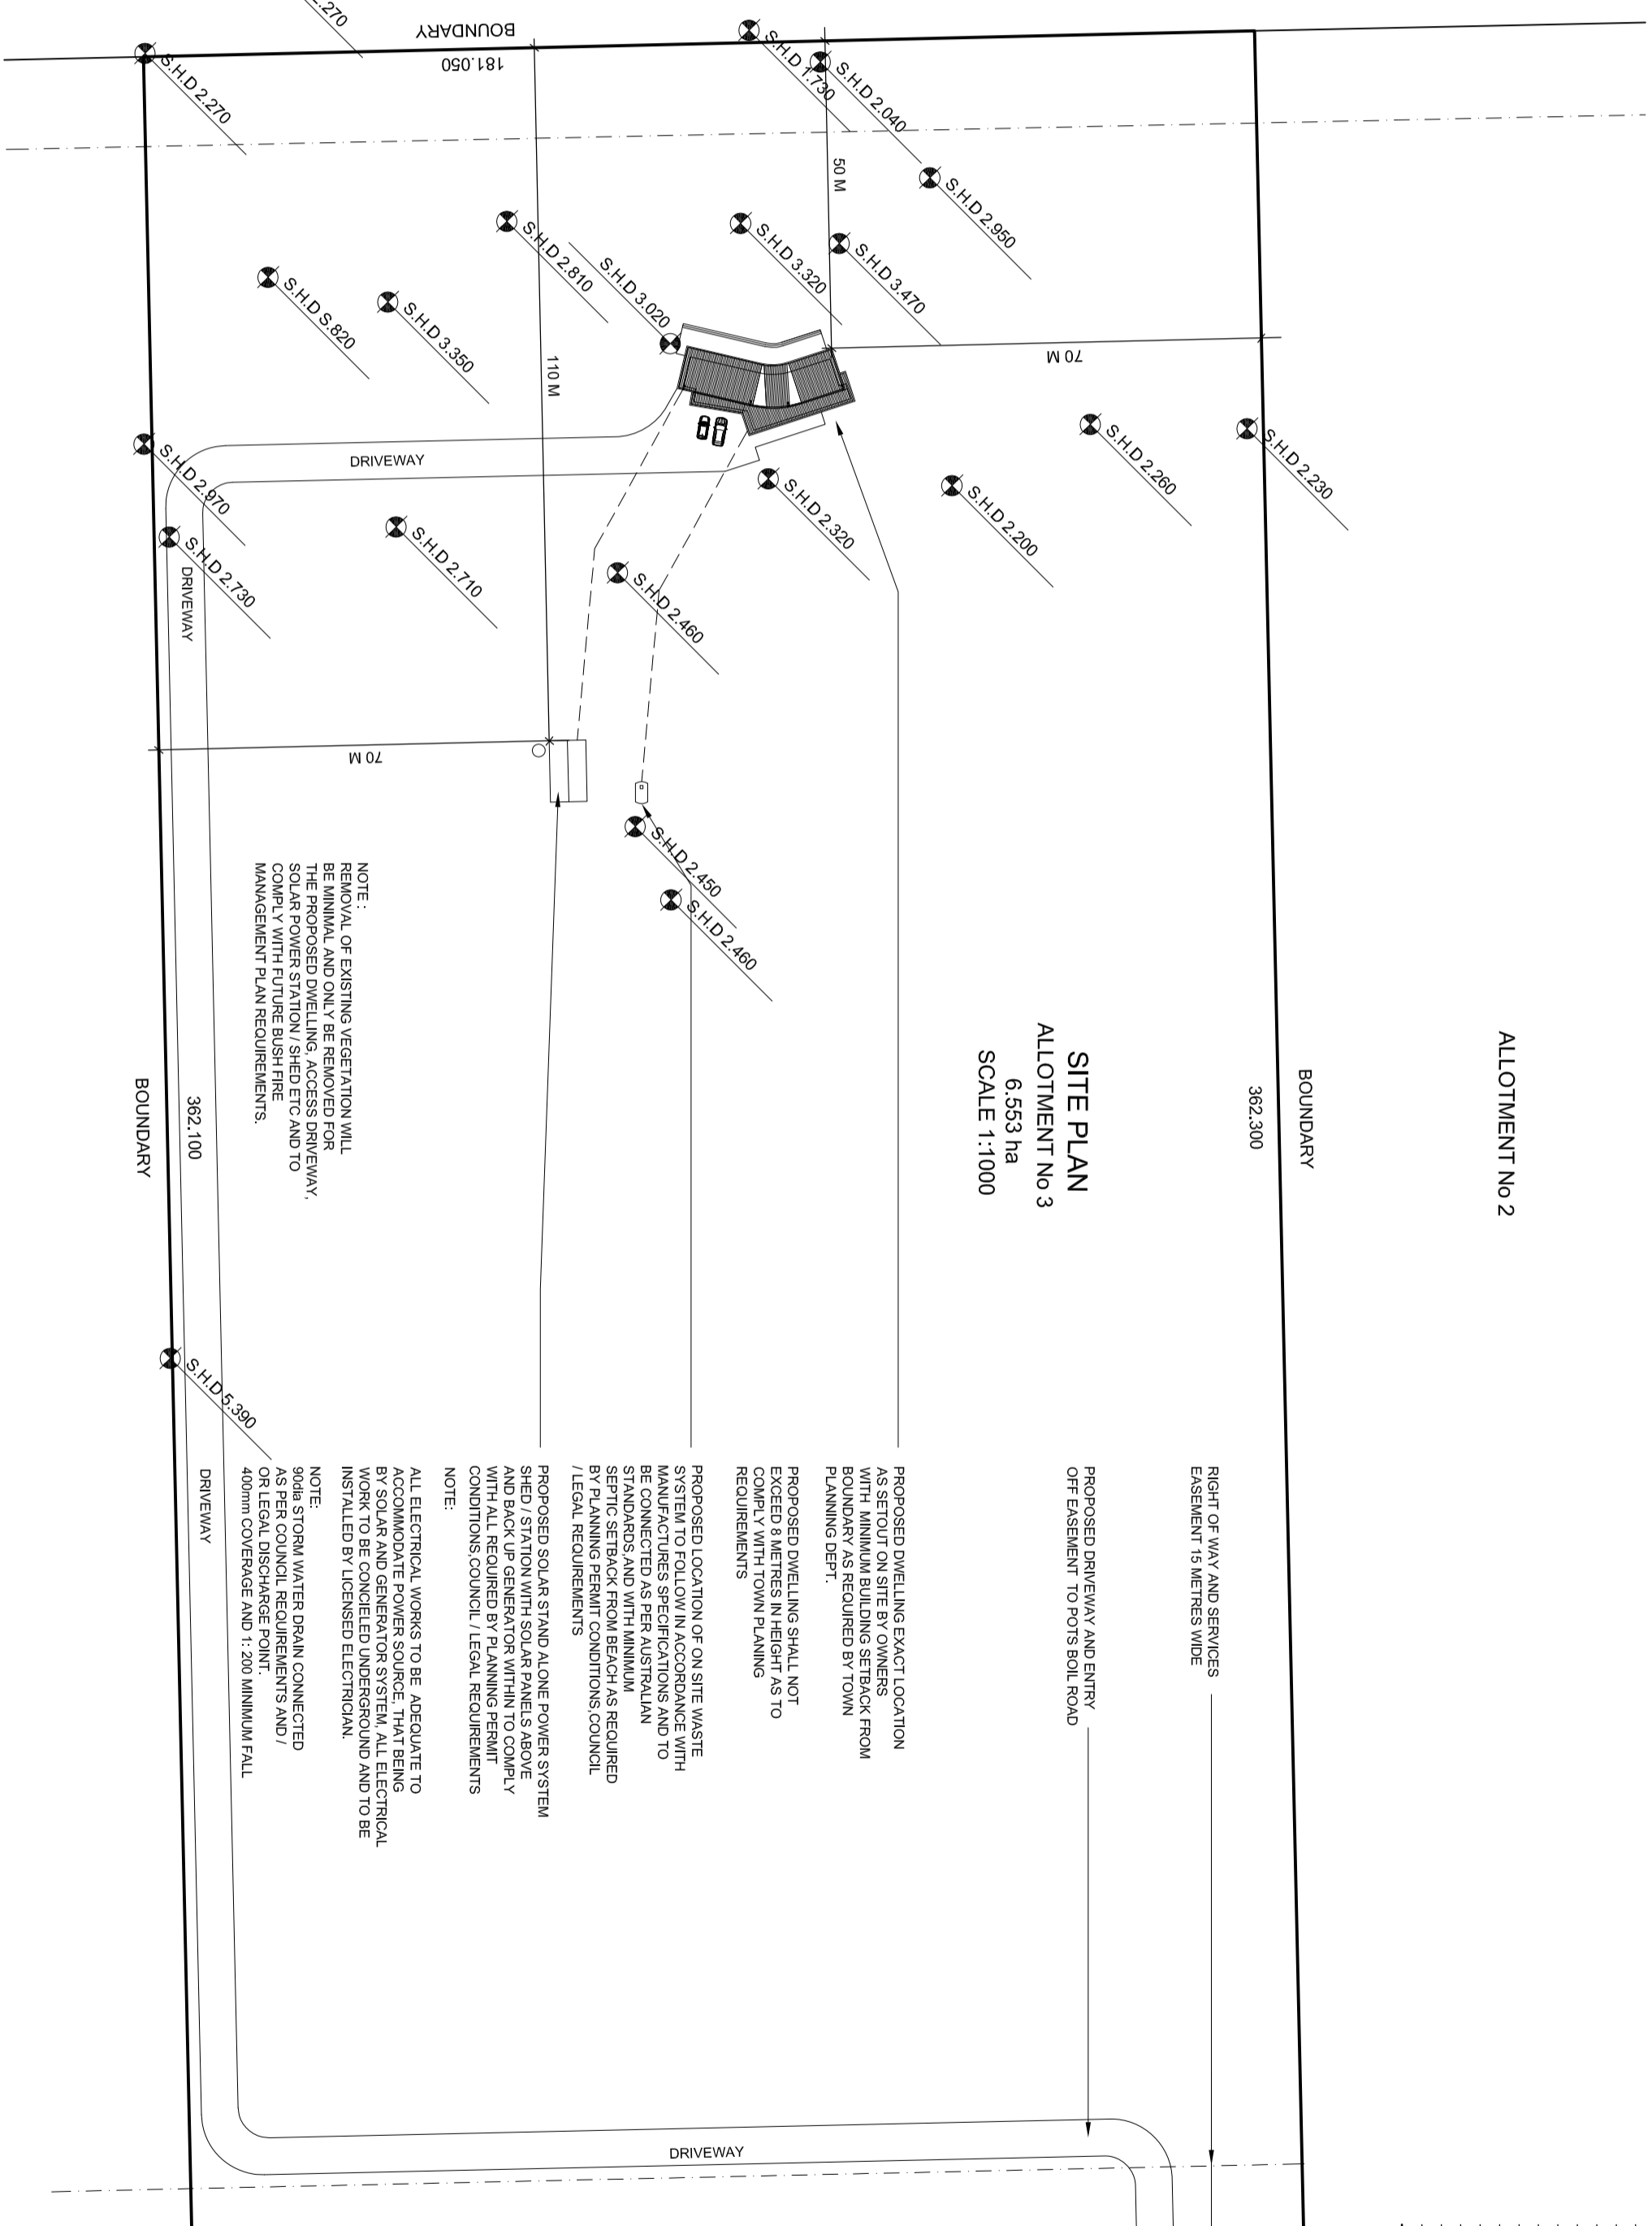 ALLOTMENT No 2
BOUNDARY
362.300
SITE PLAN
ALLOTMENT No 3
6.553 ha
SCALE 1:1000
RIGHT OF WAY AND SERVICES
EASEMENT 15 METRES WIDE
PROPOSED DRIVEWAY AND ENTRY
OFF EASEMENT TO POTS BOIL ROAD
PROPOSED DWELLING EXACT LOCATION
AS SETOUT ON SITE BY OWNERS
WITH MINIMUM BUILDING SETBACK FROM
BOUNDARY AS REQUIRED BY TOWN
PLANNING DEPT.
PROPOSED DWELLING SHALL NOT
EXCEED 8 METRES IN HEIGHT AS TO
COMPLY WITH TOWN PLANING
REQUIREMENTS
PROPOSED LOCATION OF ON SITE WASTE
SYSTEM TO FOLLOW IN ACCORDANCE WITH
MANUFACTURES SPECIFICATIONS AND TO
BE CONNECTED AS PER AUSTRALIAN
STANDARDS,AND WITH MINIMUM
SEPTIC SETBACK FROM BEACH AS REQUIRED
BY PLANNING PERMIT CONDITIONS,COUNCIL
/ LEGAL REQUIREMENTS
PROPOSED SOLAR STAND ALONE POWER SYSTEM
SHED / STATION WITH SOLAR PANELS ABOVE
AND BACK UP GENERATOR WITHIN TO COMPLY
WITH ALL REQUIRED BY PLANNING PERMIT
CONDITIONS,COUNCIL / LEGAL REQUIREMENTS
NOTE:
ALL ELECTRICAL WORKS TO BE ADEQUATE TO
ACCOMMODATE POWER SOURCE, THAT BEING
BY SOLAR AND GENERATOR SYSTEM, ALL ELECTRICAL
WORK TO BE CONCIELED UNDERGROUND AND TO BE
INSTALLED BY LICENSED ELECTRICIAN.
NOTE:
90dia STORM WATER DRAIN CONNECTED
AS PER COUNCIL REQUIREMENTS AND /
OR LEGAL DISCHARGE POINT.
400mm COVERAGE AND 1: 200 MINIMUM FALL
NOTE :
REMOVAL OF EXISTING VEGETATION WILL
BE MINIMAL AND ONLY BE REMOVED FOR
THE PROPOSED DWELLING, ACCESS DRIVEWAY,
SOLAR POWER STATION / SHED ETC AND TO
COMPLY WITH FUTURE BUSH FIRE
MANAGEMENT PLAN REQUIREMENTS.
BOUNDARY
181.050
S.H.D 2.270
S.H.D 1.730
S.H.D 2.040
S.H.D 2.950
50 M
S.H.D 3.320
S.H.D 3.470
70 M
S.H.D 2.810
S.H.D 3.020
S.H.D S.820
S.H.D 3.350
110 M
S.H.D 2.260
S.H.D 2.230
S.H.D 2.200
S.H.D 2.320
DRIVEWAY
S.H.D 2.970
S.H.D 2.730
S.H.D 2.710
S.H.D 2.460
DRIVEWAY
70 M
S.H.D 2.450
S.H.D 2.460
362.100
BOUNDARY
S.H.D 5.390
DRIVEWAY
DRIVEWAY